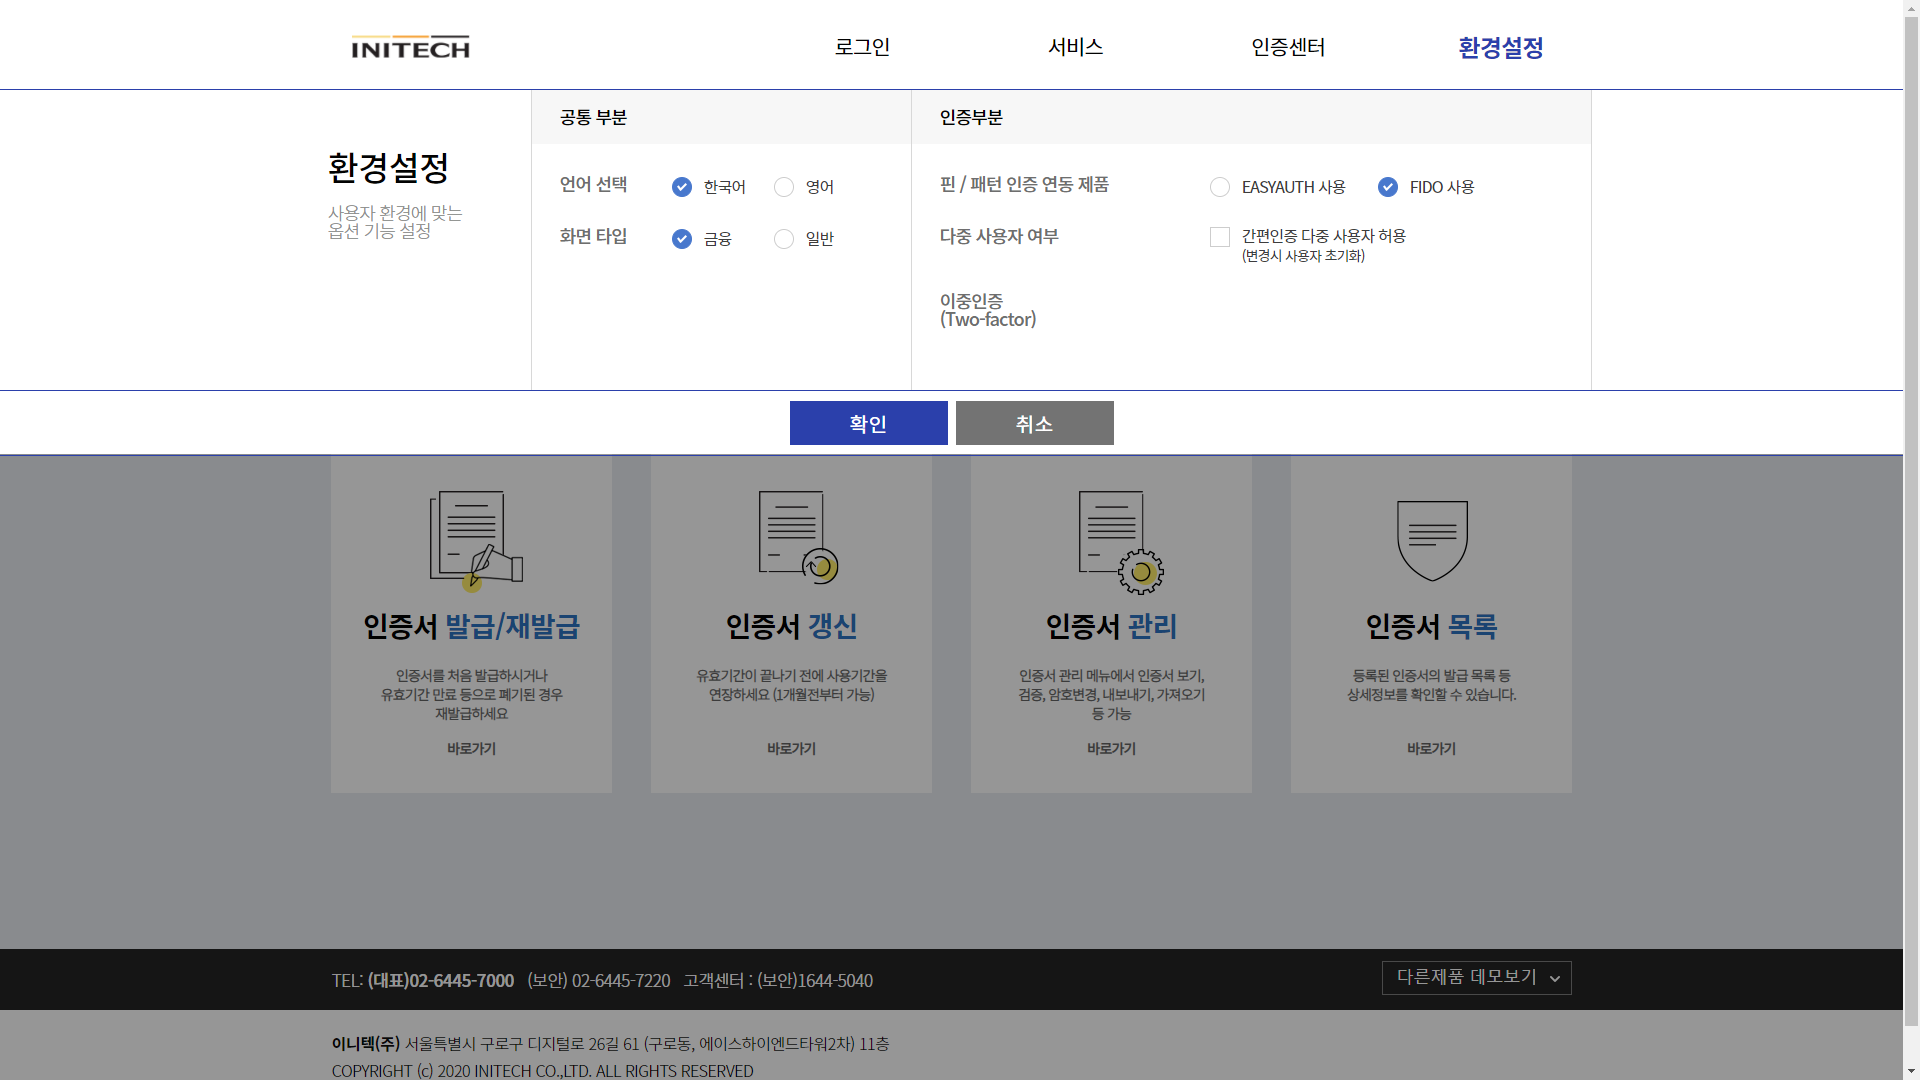 INITECH
로그인
서비스
인증센터
환경설정
환경설정
사용자 환경에 맞는
옵션 기능 설정
공통 부분
언어 선택
한국어
영어
화면 타입
금융
일반
인증부분
핀 / 패턴 인증 연동 제품
EASYAUTH 사용
FIDO 사용
다중 사용자 여부
간편인증 다중 사용자 허용
(변경시 사용자 초기화)
이중인증
(Two-factor)
확인
취소
인증서 발급/재발급
인증서를 처음 발급하시거나
유효기간 만료 등으로 폐기된 경우
재발급하세요
바로가기
인증서 갱신
유효기간이 끝나기 전에 사용기간을
연장하세요 (1개월전부터 가능)
바로가기
인증서 관리
인증서 관리 메뉴에서 인증서 보기,
검증, 암호변경, 내보내기, 가져오기
등 가능
바로가기
인증서 목록
등록된 인증서의 발급 목록 등
상세정보를 확인할 수 있습니다.
바로가기
TEL: (대표)02-6445-7000 (보안) 02-6445-7220 고객센터 : (보안)1644-5040
다른제품 데모보기
이니텍(주) 서울특별시 구로구 디지털로 26길 61 (구로동, 에이스하이엔드타워2차) 11층
COPYRIGHT (c) 2020 INITECH CO.,LTD. ALL RIGHTS RESERVED